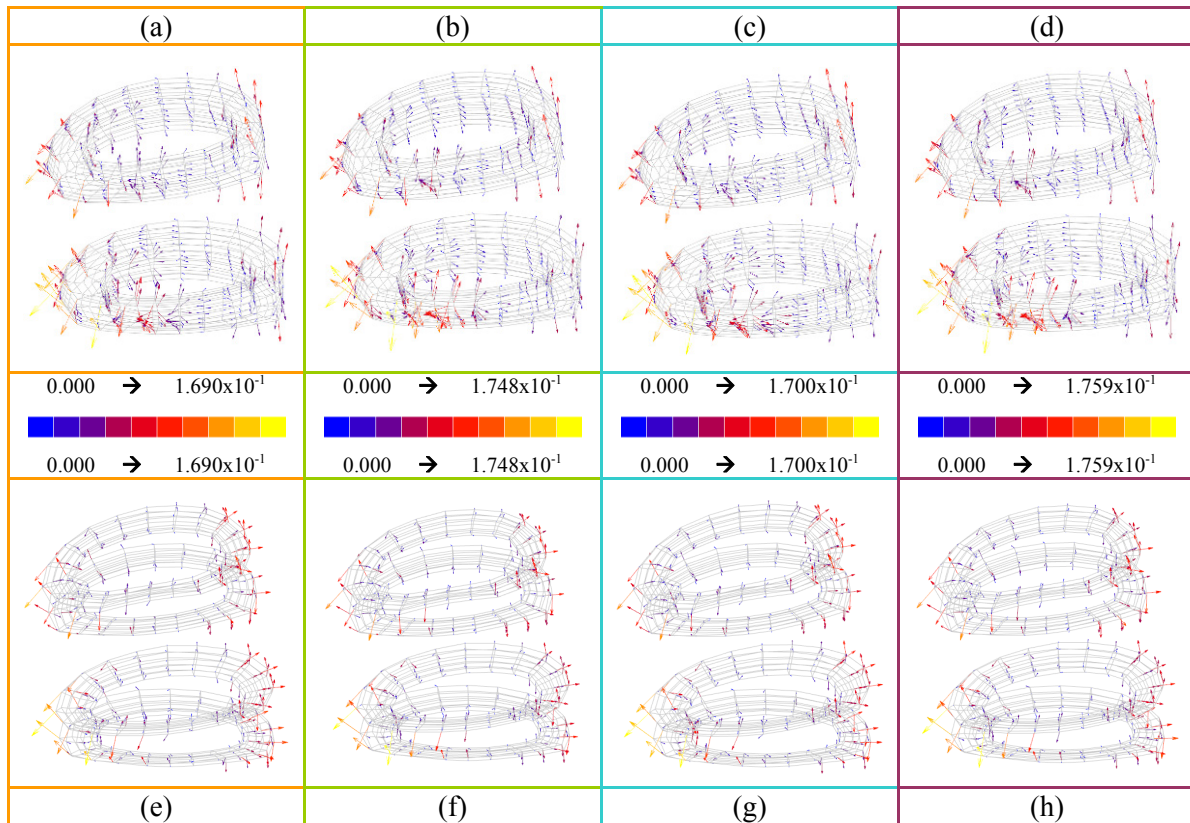 (a) (b) (c) (d)
0.000 → 1.690x10⁻¹ 0.000 → 1.748x10⁻¹ 0.000 → 1.700x10⁻¹ 0.000 → 1.759x10⁻¹
0.000 → 1.690x10⁻¹ 0.000 → 1.748x10⁻¹ 0.000 → 1.700x10⁻¹ 0.000 → 1.759x10⁻¹
(e) (f) (g) (h)